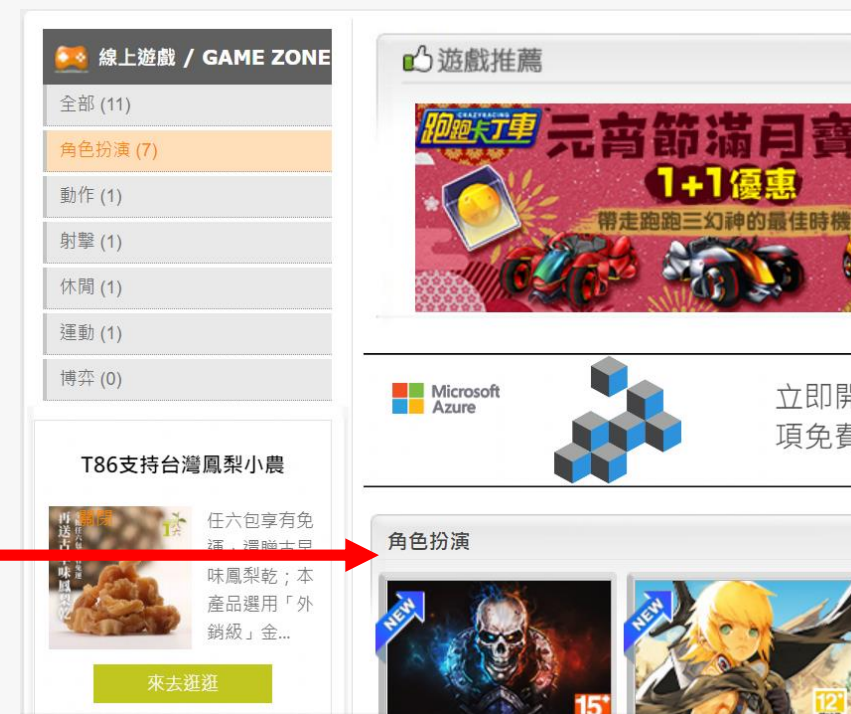 線上遊戲 / GAME ZONE
全部 (11)
角色扮演 (7)
動作 (1)
射擊 (1)
休閒 (1)
運動 (1)
博弈 (0)
T86支持台灣鳳梨小農
任六包享有免
運，還贈古早
味鳳梨乾；本
產品選用「外
銷級」金...
來去逛逛
遊戲推薦
CRAZYRACING
跑跑卡丁車
元宵節滿月寶
1+1優惠
帶走跑跑三幻神的最佳時機
Microsoft
Azure
立即開
項免費
角色扮演
NEW
15+
NEW
12+